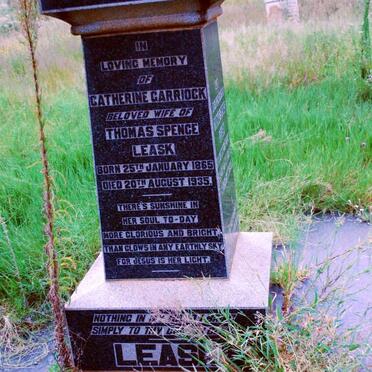 IN
LOVING MEMORY
OF
CATHERINE GARRIOCK
BELOVED WIFE OF
THOMAS SPENCE
LEASK
BORN 25TH JANUARY 1865
DIED 20TH AUGUST 1935.
THERE'S SUNSHINE IN
HER SOUL TO-DAY
MORE GLORIOUS AND BRIGHT,
THAN GLOWS IN ANY EARTHLY SKY,
FOR JESUS IS HER LIGHT.
NOTHING IN
SIMPLY TO THY
LEASK